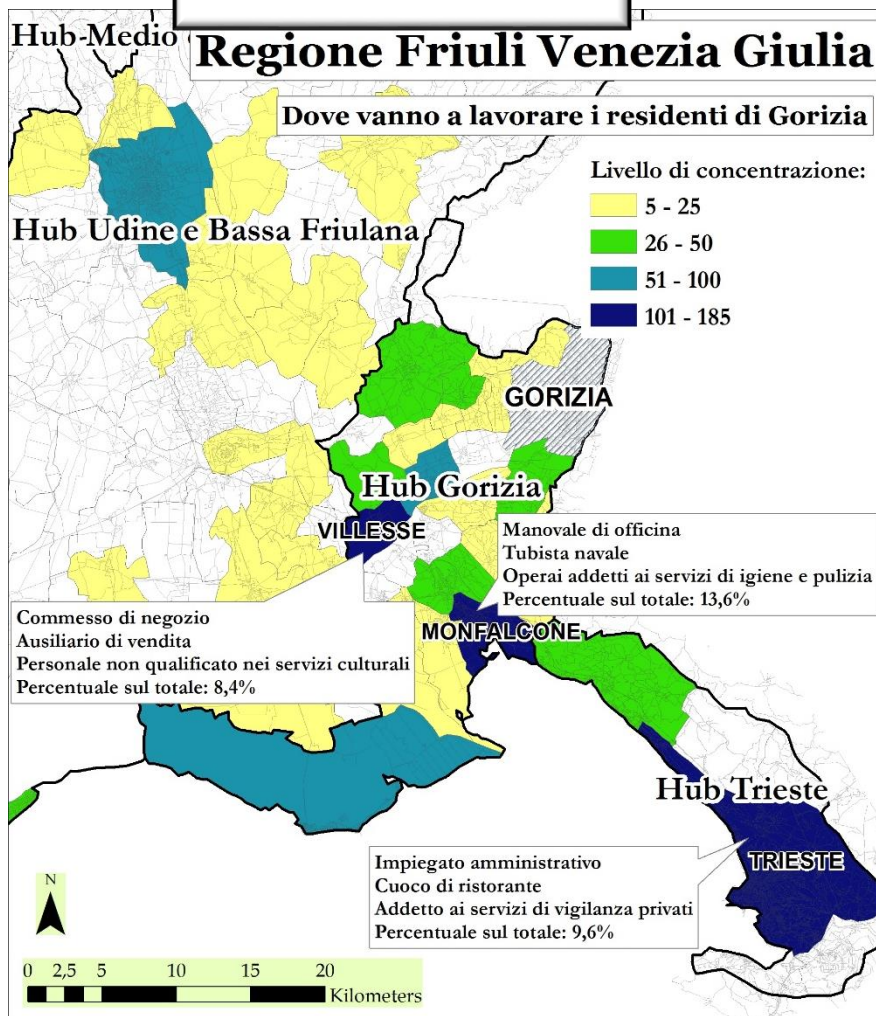 Hub-Medio
Regione Friuli Venezia Giulia
Dove vanno a lavorare i residenti di Gorizia
Livello di concentrazione:
5 - 25
26 - 50
51 - 100
101 - 185
Hub Udine e Bassa Friulana
GORIZIA
Hub Gorizia
VILLESSE
Manovale di officina
Tubista navale
Operai addetti ai servizi di igiene e pulizia
Percentuale sul totale: 13,6%
Commesso di negozio
Ausiliario di vendita
Personale non qualificato nei servizi culturali
Percentuale sul totale: 8,4%
MONFALCONE
Hub Trieste
TRIESTE
Impiegato amministrativo
Cuoco di ristorante
Addetto ai servizi di vigilanza privati
Percentuale sul totale: 9,6%
N
0 2,5 5 10 15 20
Kilometers